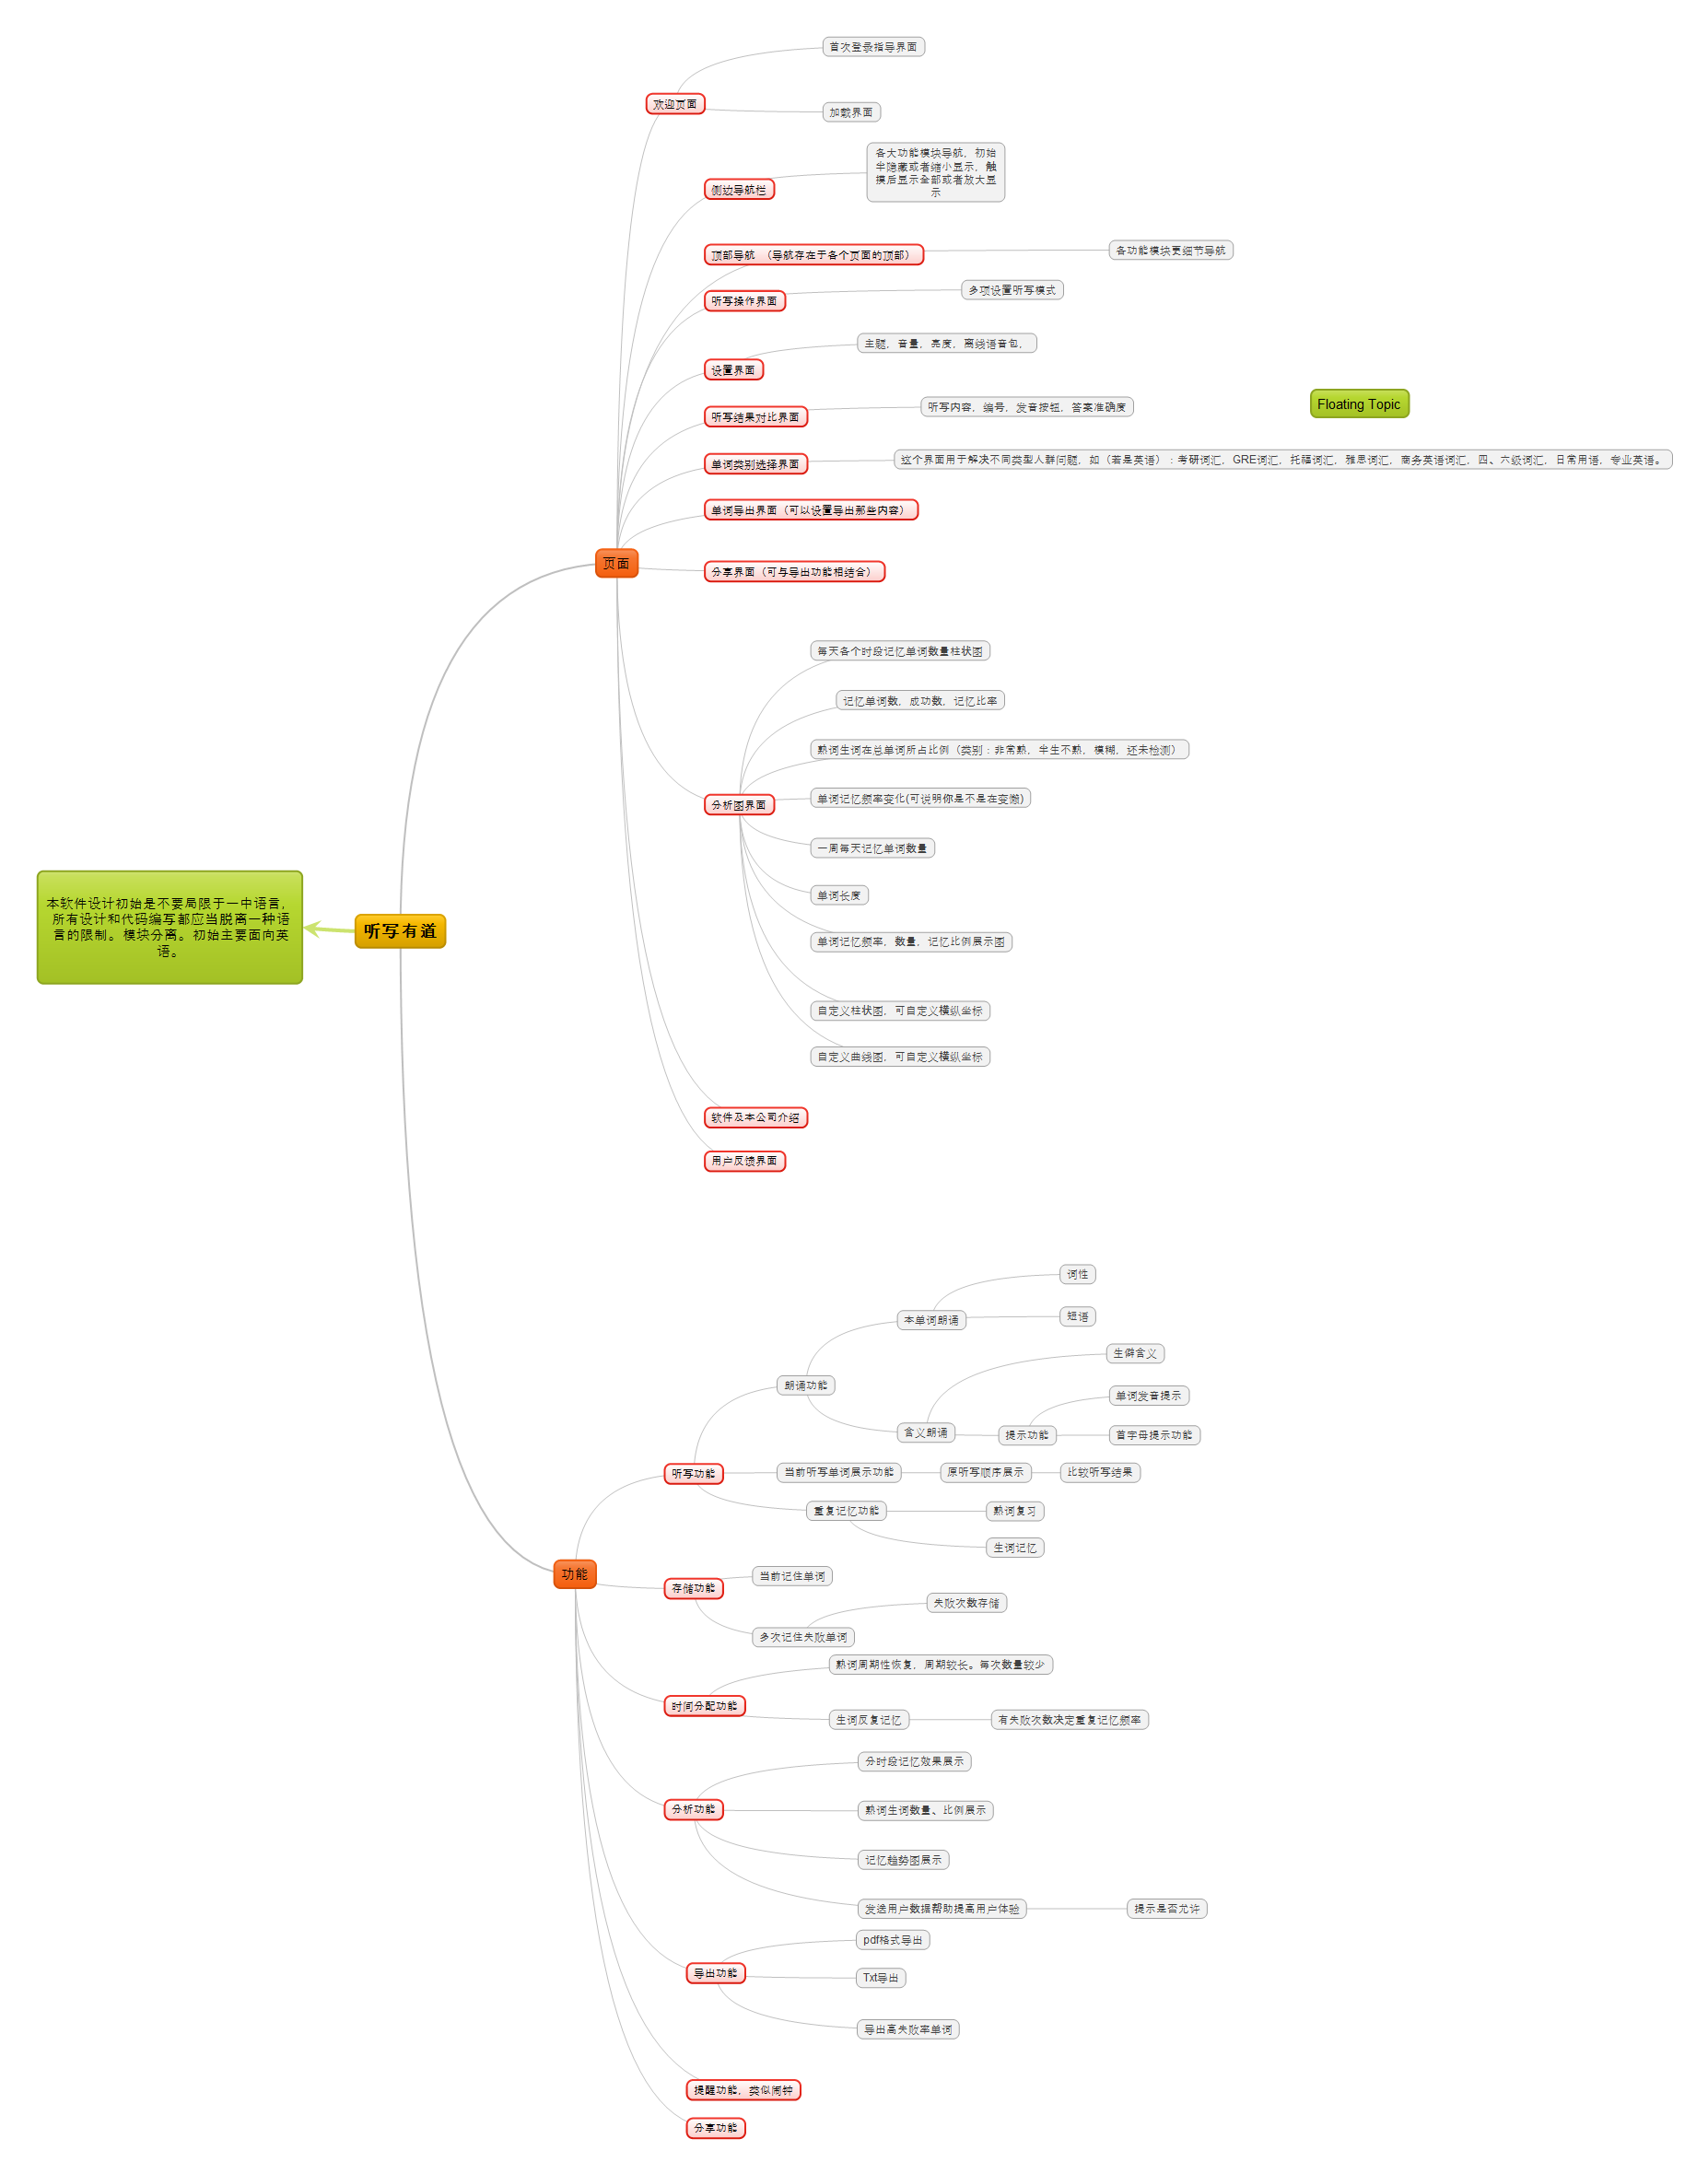 首次登录指导界面
欢迎页面
加载界面
各大功能模块导航，初始
半隐藏或者缩小显示，触
摸后显示全部或者放大显
示
侧边导航栏
顶部导航 （导航存在于各个页面的顶部）
各功能模块更细节导航
听写操作界面
多项设置听写模式
设置界面
主题，音量，亮度，离线语音包，
听写结果对比界面
听写内容，编号，发音按钮，答案准确度
Floating Topic
单词类别选择界面
这个界面用于解决不同类型人群问题，如（若是英语）：考研词汇，GRE词汇，托福词汇，雅思词汇，商务英语词汇，四、六级词汇，日常用语，专业英语。
单词导出界面（可以设置导出那些内容）
页面
分享界面（可与导出功能相结合）
每天各个时段记忆单词数量柱状图
记忆单词数，成功数，记忆比率
熟词生词在总单词所占比例（类别：非常熟，半生不熟，模糊，还未检测）
分析图界面
单词记忆频率变化(可说明你是不是在变懒)
一周每天记忆单词数量
单词长度
单词记忆频率，数量，记忆比例展示图
自定义柱状图，可自定义横纵坐标
自定义曲线图，可自定义横纵坐标
本软件设计初始是不要局限于一中语言，
所有设计和代码编写都应当脱离一种语
言的限制。模块分离。初始主要面向英
语。
听写有道
软件及本公司介绍
用户反馈界面
词性
本单词朗诵
短语
朗诵功能
生僻含义
含义朗诵
提示功能
单词发音提示
首字母提示功能
听写功能
当前听写单词展示功能
原听写顺序展示
比较听写结果
重复记忆功能
熟词复习
生词记忆
功能
存储功能
当前记住单词
多次记住失败单词
失败次数存储
时间分配功能
熟词周期性恢复，周期较长。每次数量较少
生词反复记忆
有失败次数决定重复记忆频率
分析功能
分时段记忆效果展示
熟词生词数量、比例展示
记忆趋势图展示
发送用户数据帮助提高用户体验
提示是否允许
导出功能
pdf格式导出
Txt导出
导出高失败率单词
提醒功能，类似闹钟
分享功能